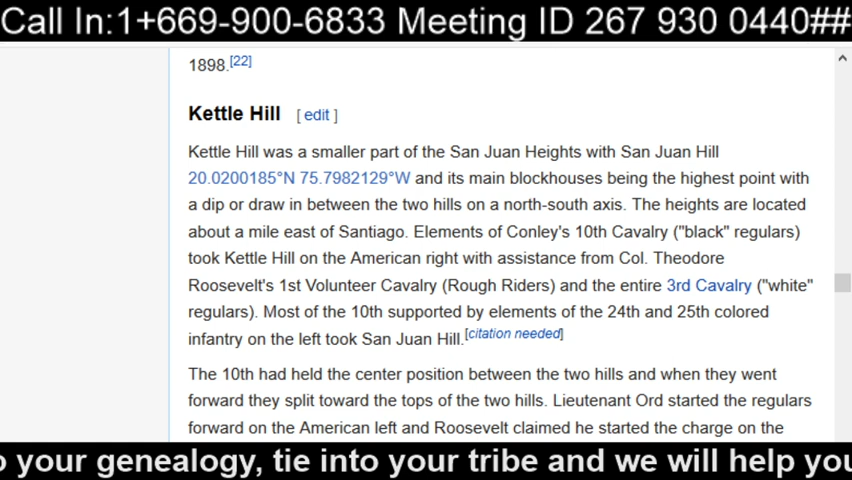 Call In:1+669-900-6833 Meeting ID 267 930 0440##
1898.[22]
Kettle Hill [ edit ]
Kettle Hill was a smaller part of the San Juan Heights with San Juan Hill
20.0200185°N 75.7982129°W and its main blockhouses being the highest point with
a dip or draw in between the two hills on a north-south axis. The heights are located
about a mile east of Santiago. Elements of Conley's 10th Cavalry ("black" regulars)
took Kettle Hill on the American right with assistance from Col. Theodore
Roosevelt's 1st Volunteer Cavalry (Rough Riders) and the entire 3rd Cavalry ("white"
regulars). Most of the 10th supported by elements of the 24th and 25th colored
infantry on the left took San Juan Hill.[citation needed]
The 10th had held the center position between the two hills and when they went
forward they split toward the tops of the two hills. Lieutenant Ord started the regulars
forward on the American left and Roosevelt claimed he started the charge on the
o your genealogy, tie into your tribe and we will help you